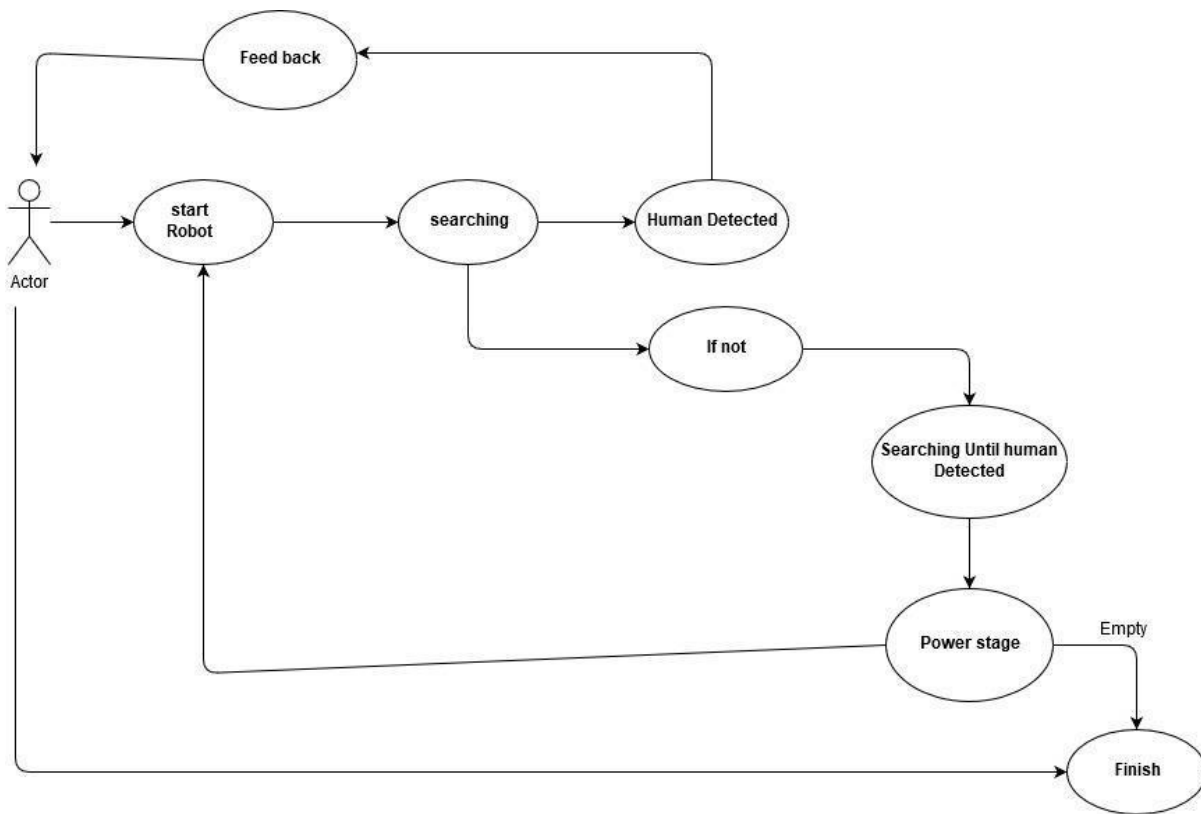 Feed back
Actor
start
Robot
searching
Human Detected
If not
Searching Until human
Detected
Power stage
Empty
Finish